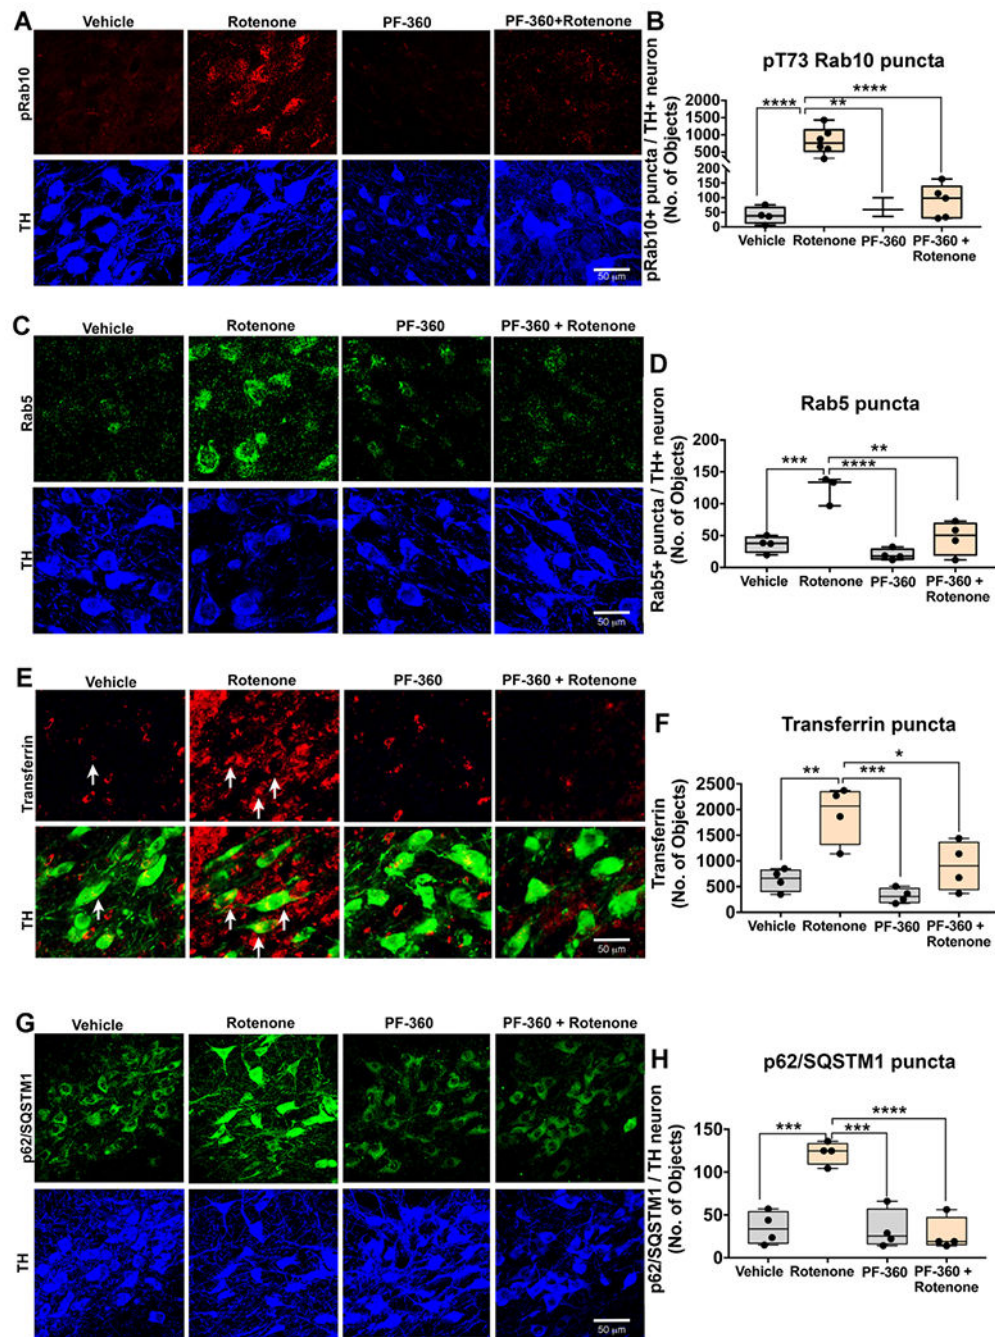 A
Vehicle
Rotenone
PF-360
PF-360+Rotenone
pRab10
TH
50 µm
B
pT73 Rab10 puncta
pRab10+ puncta / TH+ neuron
(No. of Objects)
2000
1500
1000
500
200
150
100
50
0
****
**
****
Vehicle
Rotenone
PF-360
PF-360 +
Rotenone
C
Vehicle
Rotenone
PF-360
PF-360 + Rotenone
Rab5
TH
50 µm
D
Rab5 puncta
Rab5+ puncta / TH+ neuron
(No. of Objects)
200
150
100
50
0
***
****
**
Vehicle
Rotenone
PF-360
PF-360 +
Rotenone
E
Vehicle
Rotenone
PF-360
PF-360 + Rotenone
Transferrin
TH
50 µm
F
Transferrin puncta
Transferrin
(No. of Objects)
2500
2000
1500
1000
500
0
**
***
*
Vehicle
Rotenone
PF-360
PF-360 +
Rotenone
G
Vehicle
Rotenone
PF-360
PF-360 + Rotenone
p62/SQSTM1
TH
50 µm
H
p62/SQSTM1 puncta
p62/SQSTM1 / TH neuron
(No. of Objects)
150
100
50
0
***
***
****
Vehicle
Rotenone
PF-360
PF-360 +
Rotenone